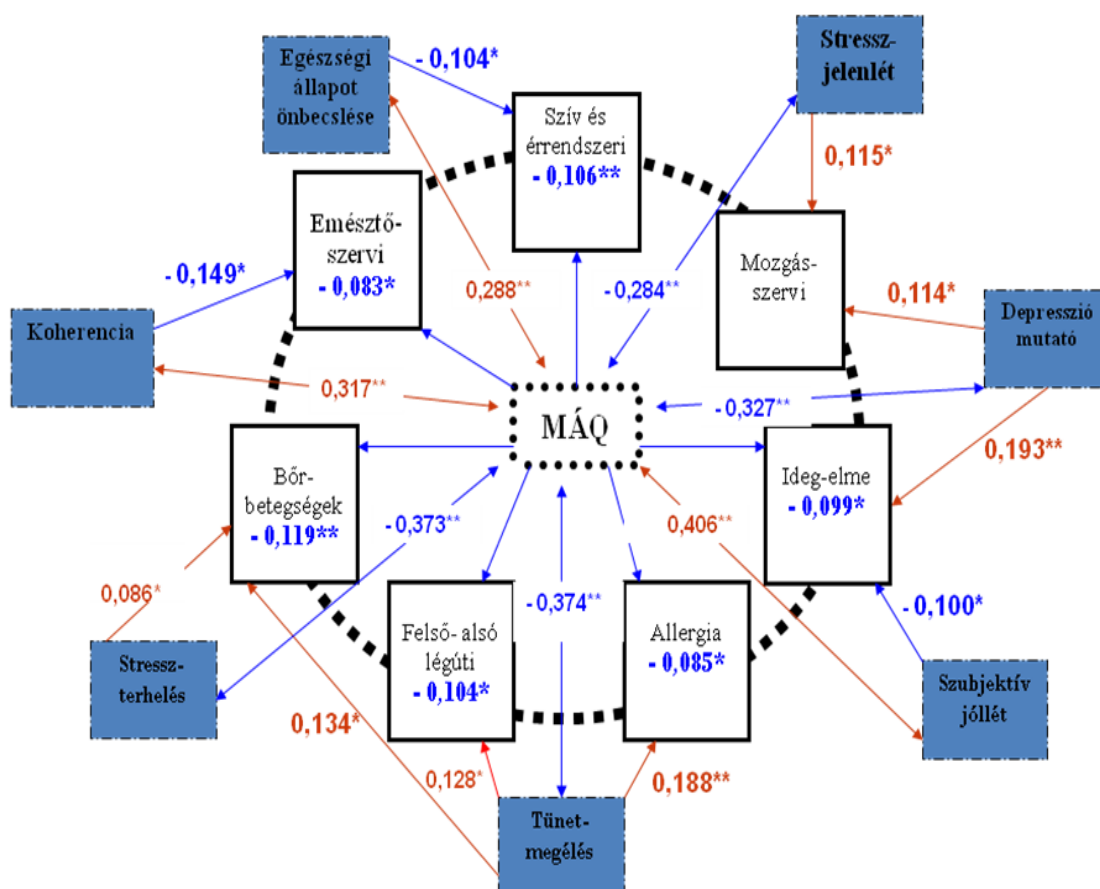 Egészségi
állapot
önbecslése
- 0,104*
Stressz-
jelenlét
Szív és
érrendszeri
- 0,106**
0,115*
Emésztő-
szervi
- 0,083*
Mozgás-
szervi
- 0,149*
0,288**
- 0,284**
0,114*
Koherencia
Depresszió
mutató
0,317**
MÁQ
- 0,327**
0,193**
Bőr-
betegségek
- 0,119**
Ideg-elme
- 0,099*
- 0,373**
0,406**
0,086*
- 0,374**
- 0,100*
Felső- alsó
légúti
- 0,104*
Allergia
- 0,085*
Stressz-
terhelés
Szubjektív
jóllét
0,134*
0,128*
0,188**
Tünet-
megélés